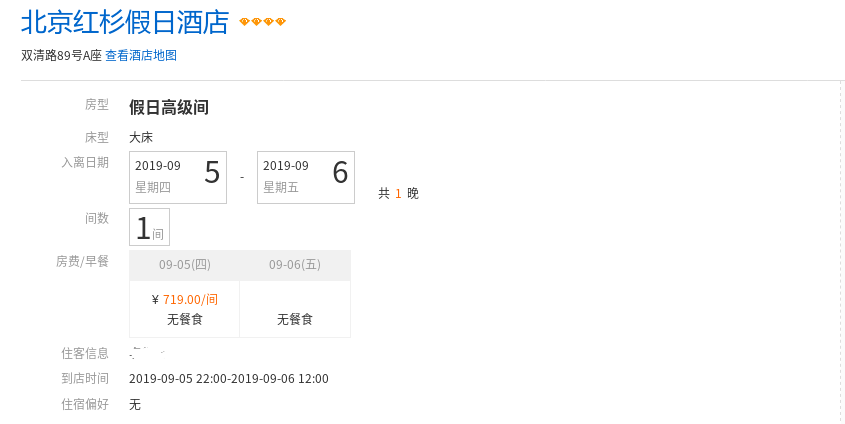 北京红杉假日酒店
双清路89号A座 查看酒店地图
房型 假日高级间
床型 大床
入离日期 2019-09 5 星期四 - 2019-09 6 星期五 共 1 晚
间数 1间
房费/早餐 09-05(四) 09-06(五)
¥ 719.00/间
无餐食 无餐食
住客信息
到店时间 2019-09-05 22:00-2019-09-06 12:00
住宿偏好 无